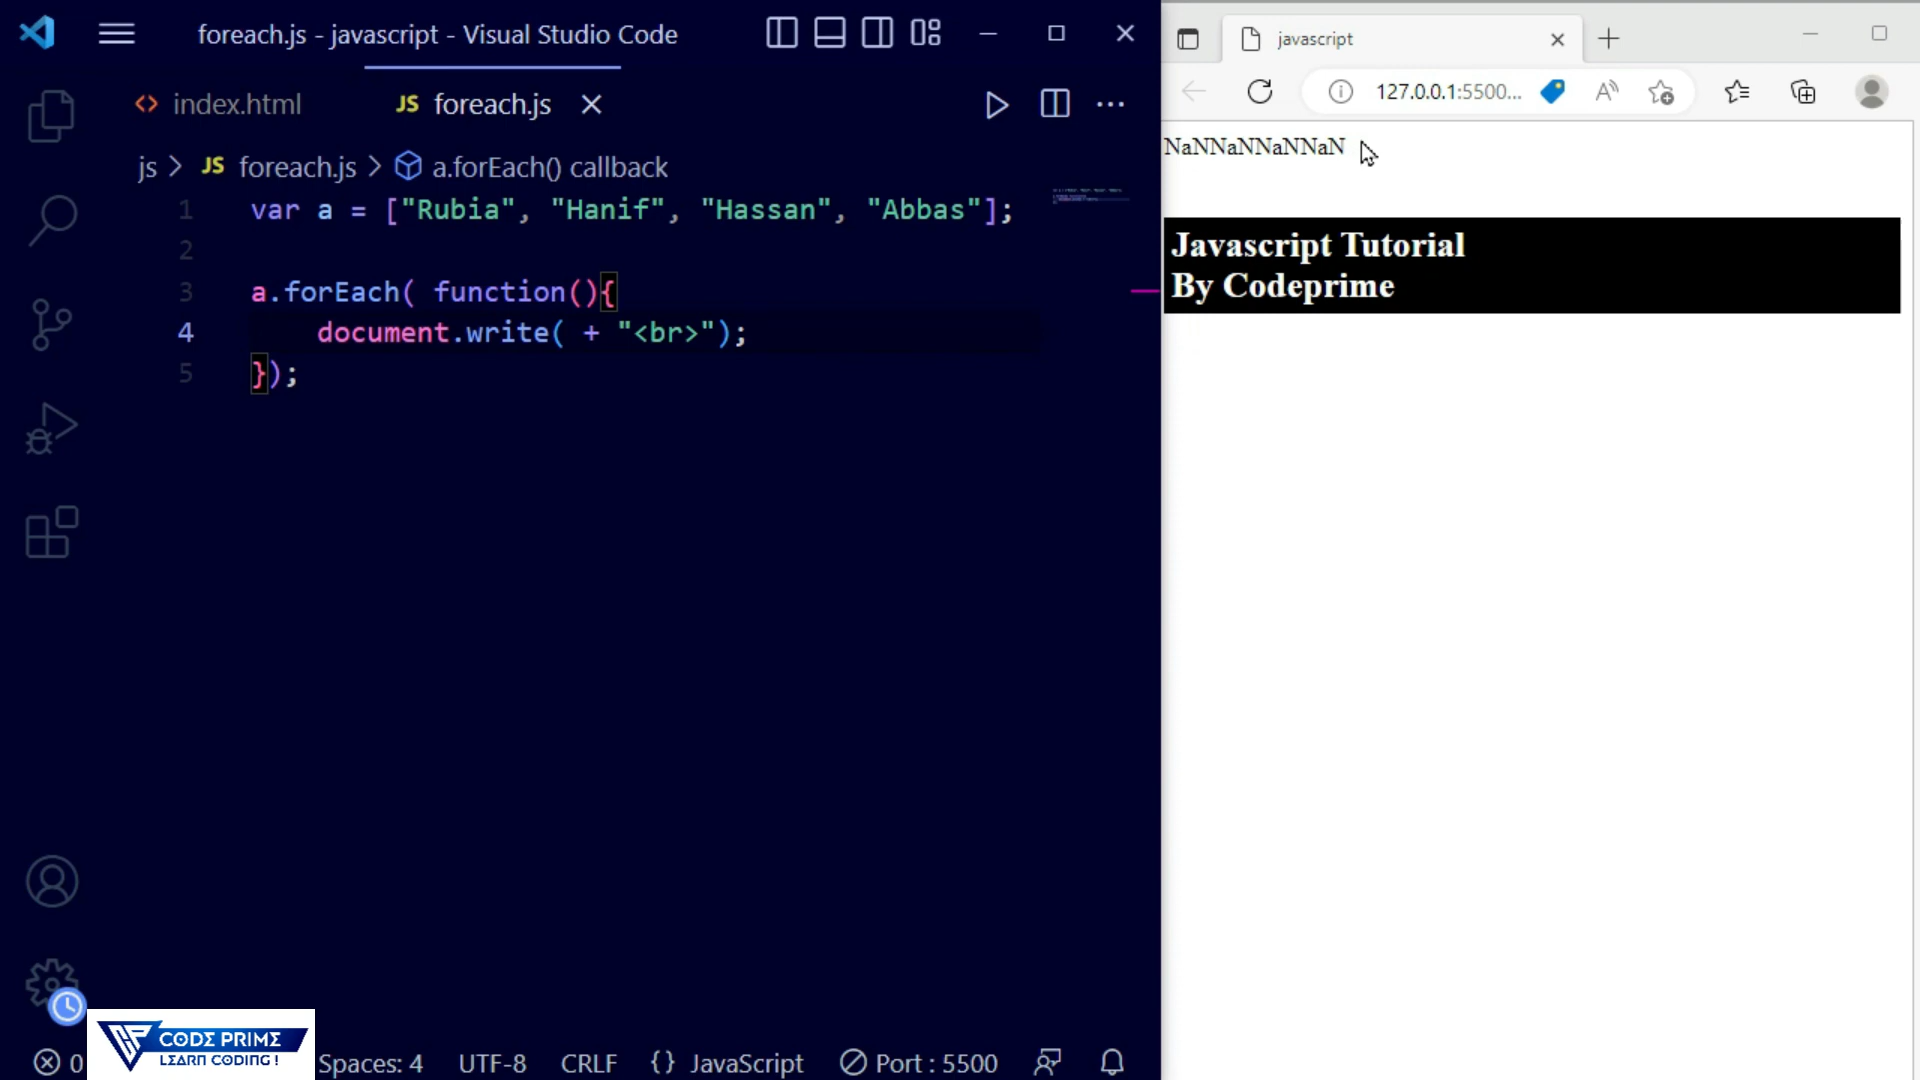 foreach.js - javascript - Visual Studio Code
index.html
JS foreach.js
js > JS foreach.js > a.forEach() callback
1 var a = ["Rubia", "Hanif", "Hassan", "Abbas"];
2
3 a.forEach( function(){
4 document.write( + "<br>");
5 });
CODE PRIME
LEARN CODING !
0
Spaces: 4
UTF-8
CRLF
{} JavaScript
Port : 5500
javascript
127.0.0.1:5500...
NaNNaNNaNNaN
Javascript Tutorial
By Codeprime